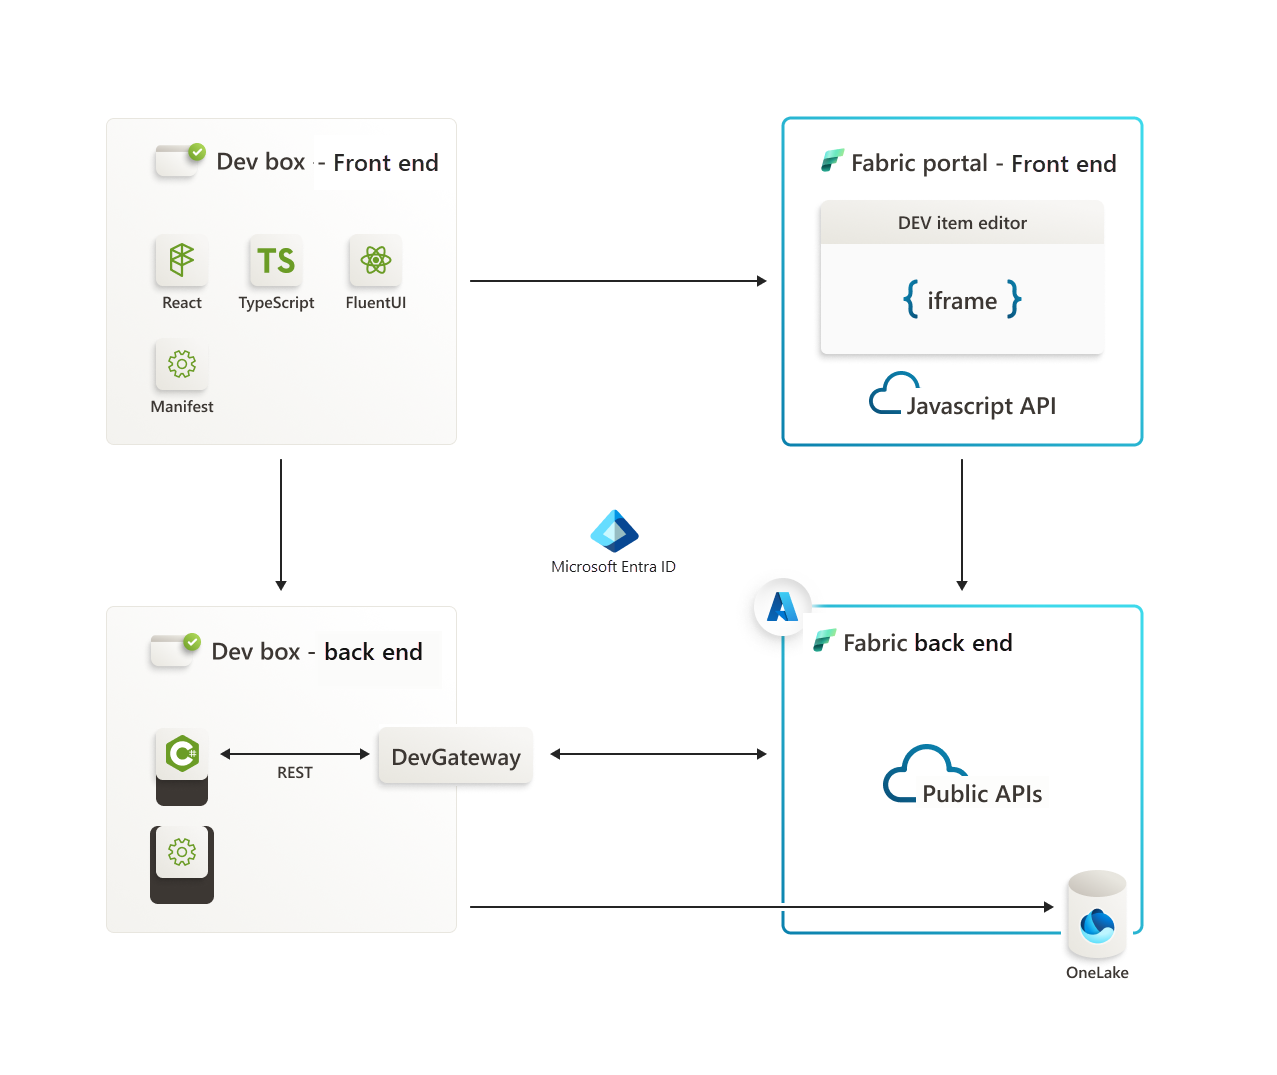 Dev box - Front end
React
TypeScript
FluentUI
Manifest
Fabric portal - Front end
DEV item editor
{ iframe }
Javascript API
Microsoft Entra ID
Dev box - back end
REST
DevGateway
Fabric back end
Public APIs
OneLake
TS
C#